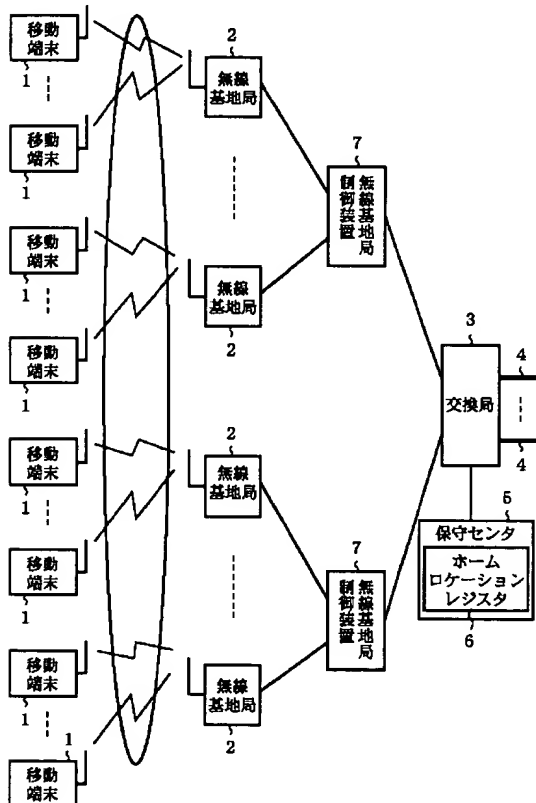 移動
端末
1
移動
端末
1
移動
端末
1
移動
端末
1
移動
端末
1
移動
端末
1
移動
端末
1
1
移動
端末
2
無線
基地局
無線
基地局
2
2
無線
基地局
無線
基地局
2
7
無線基地局
制御装置
7
無線基地局
制御装置
3
交換局
4
4
5
保守センタ
ホーム
ロケーション
レジスタ
6